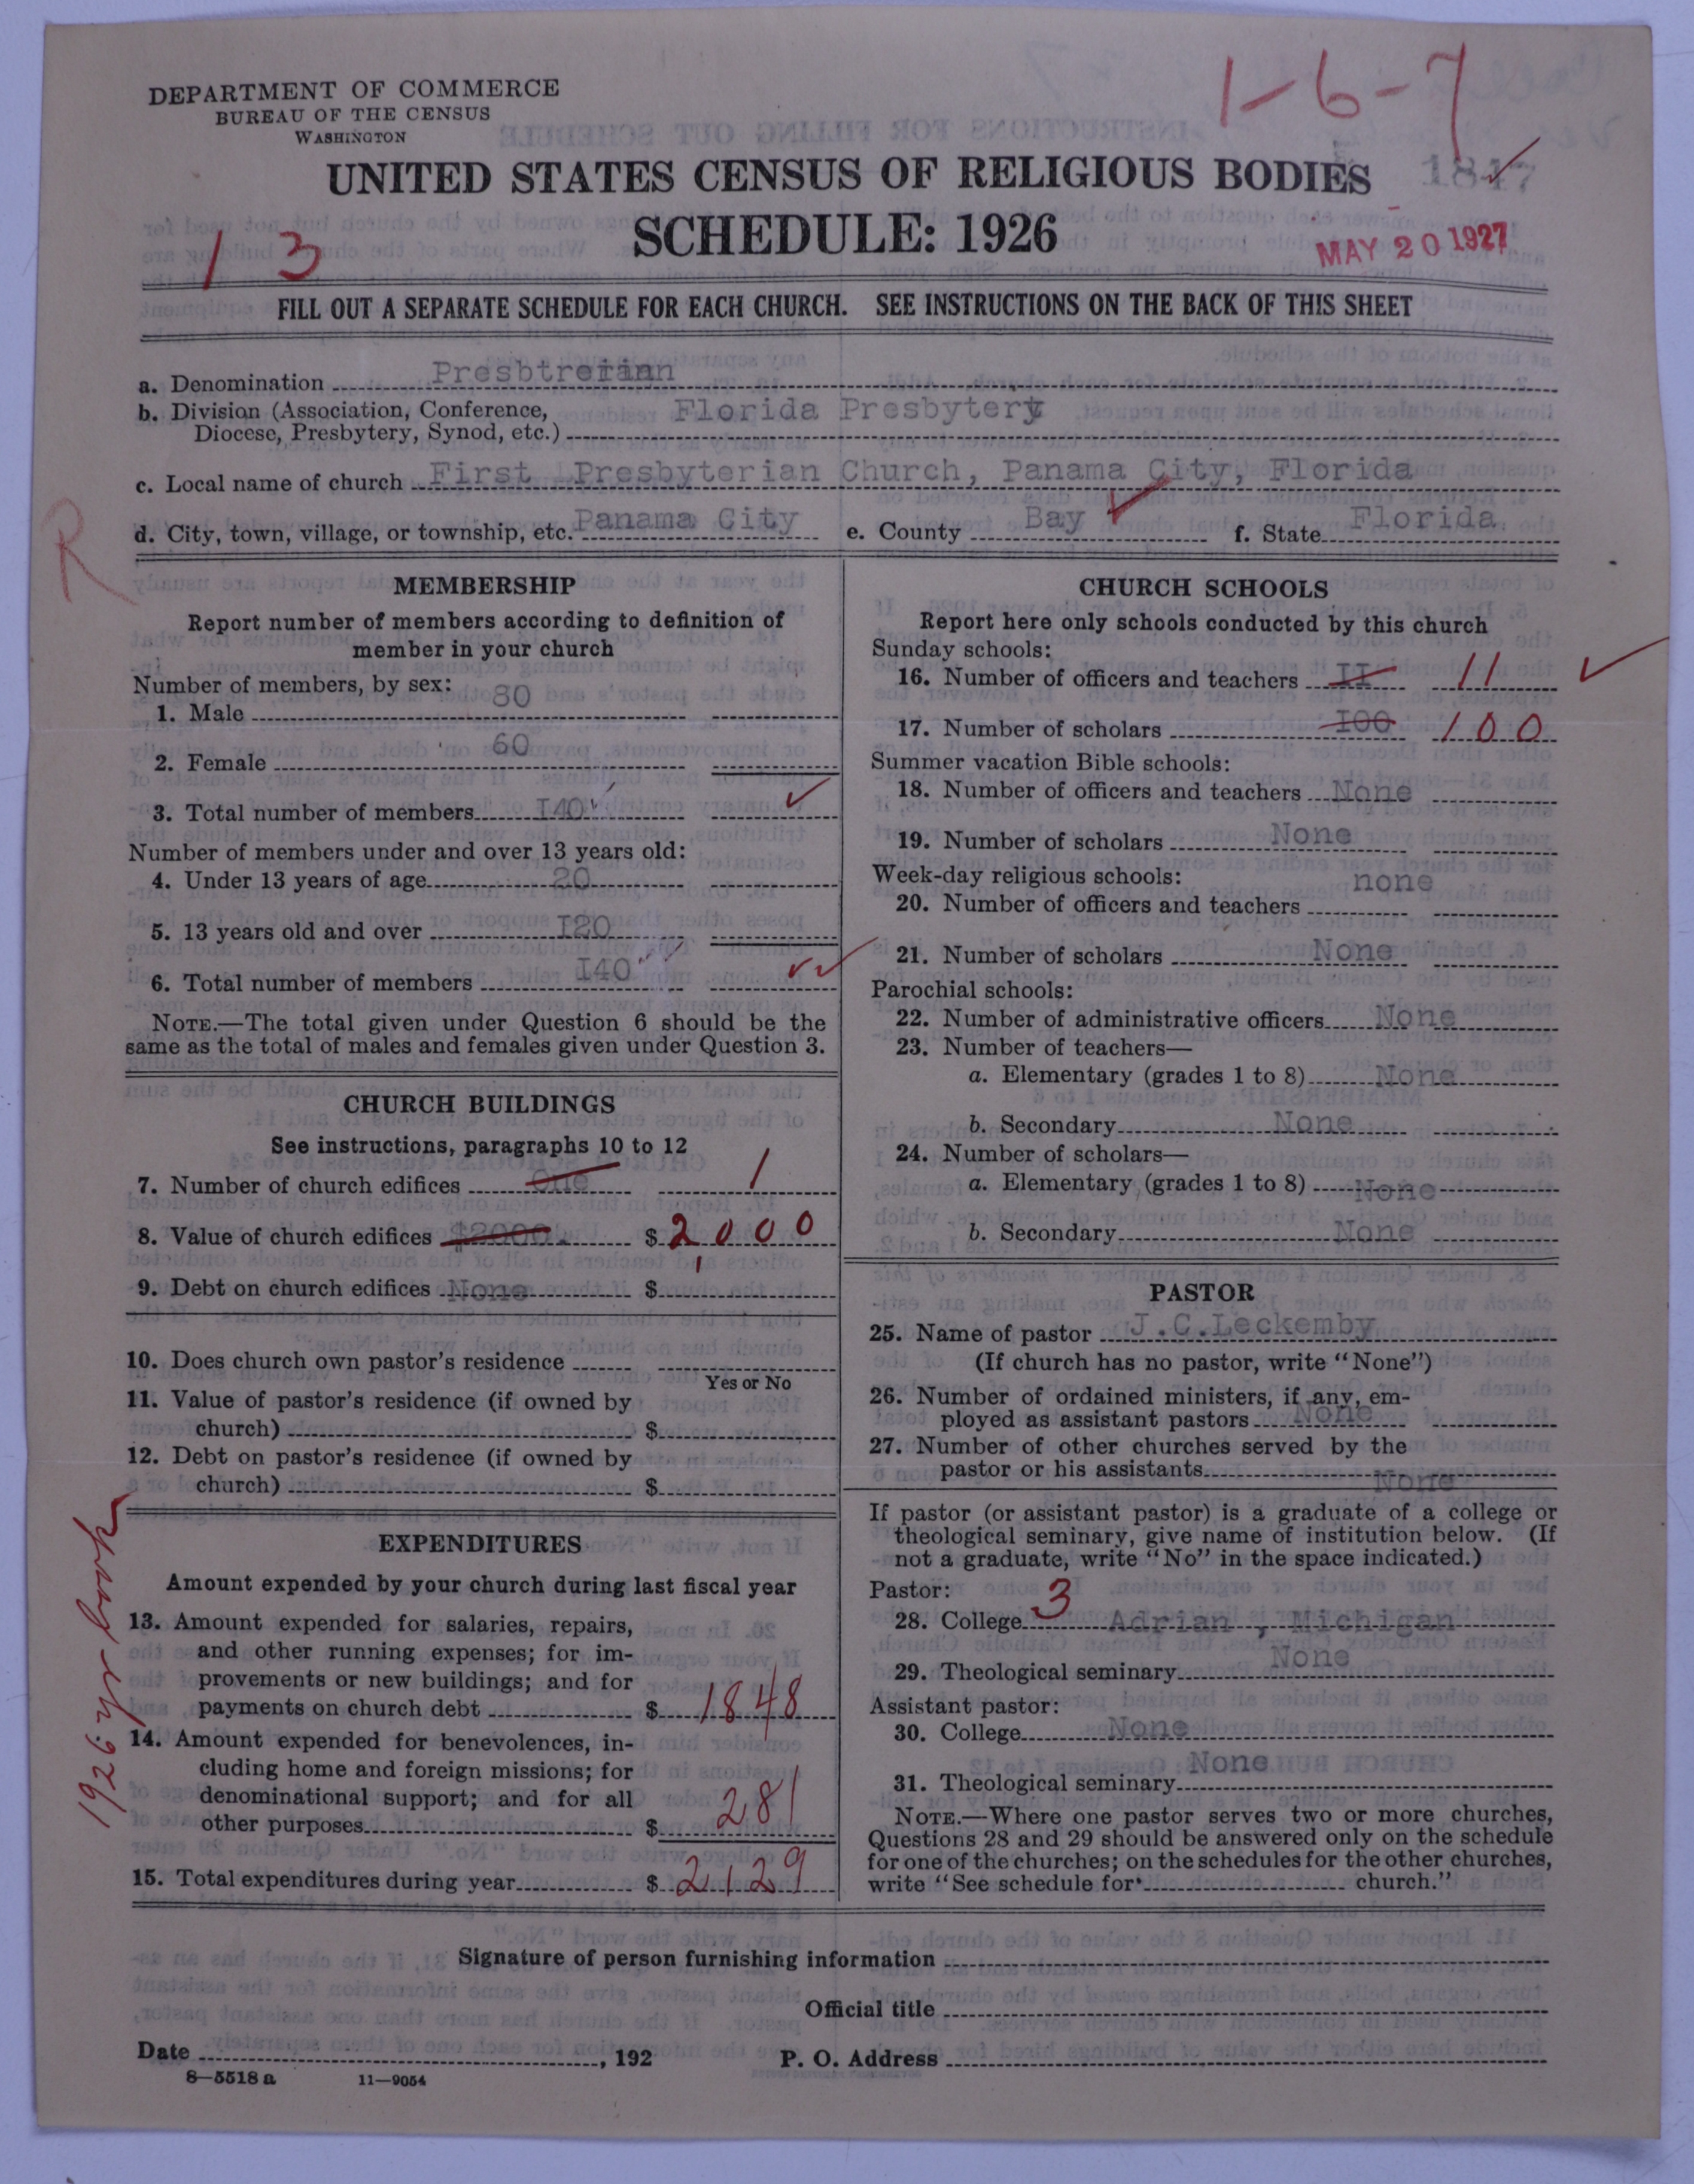 1-6-7
DEPARTMENT OF COMMERCE
BUREAU OF THE CENSUS
WASHINGTON
UNITED STATES CENSUS OF RELIGIOUS BODIES 1847
SCHEDULE: 1926
MAY 20 1927
1 3
FILL OUT A SEPARATE SCHEDULE FOR EACH CHURCH. SEE INSTRUCTIONS ON THE BACK OF THIS SHEET
a. Denomination Presbtreriann
b. Division (Association, Conference, Florida Presbytery
Diocese, Presbytery, Synod, etc.)
c. Local name of church First Presbyterian Church, Panama City, Florida
R
d. City, town, village, or township, etc. Panama City e. County Bay f. State Florida.
MEMBERSHIP
Report number of members according to definition of
member in your church
Number of members, by sex:
1. Male 80
2. Female 60
3. Total number of members I40
Number of members under and over 13 years old:
4. Under 13 years of age 20
5. 13 years old and over I20
6. Total number of members I40
NOTE.—The total given under Question 6 should be the
same as the total of males and females given under Question 3.
CHURCH BUILDINGS
See instructions, paragraphs 10 to 12
7. Number of church edifices One 1
8. Value of church edifices $2000. $ 2,000
9. Debt on church edifices None $
10. Does church own pastor's residence
Yes or No
11. Value of pastor's residence (if owned by
church) $
12. Debt on pastor's residence (if owned by
church) $
1926 yr book
EXPENDITURES
Amount expended by your church during last fiscal year
13. Amount expended for salaries, repairs,
and other running expenses; for im-
provements or new buildings; and for
payments on church debt $ 1848
14. Amount expended for benevolences, in-
cluding home and foreign missions; for
denominational support; and for all
other purposes $ 281
15. Total expenditures during year $ 2129
CHURCH SCHOOLS
Report here only schools conducted by this church
Sunday schools:
16. Number of officers and teachers II 11
17. Number of scholars I00 100
Summer vacation Bible schools:
18. Number of officers and teachers None
19. Number of scholars None
Week-day religious schools:
20. Number of officers and teachers none
21. Number of scholars None
Parochial schools:
22. Number of administrative officers None
23. Number of teachers—
a. Elementary (grades 1 to 8) None
b. Secondary None
24. Number of scholars—
a. Elementary (grades 1 to 8) None
b. Secondary None
PASTOR
25. Name of pastor J.C.Leckemby
(If church has no pastor, write "None")
26. Number of ordained ministers, if any, em-
ployed as assistant pastors None
27. Number of other churches served by the
pastor or his assistants None
If pastor (or assistant pastor) is a graduate of a college or
theological seminary, give name of institution below. (If
not a graduate, write "No" in the space indicated.)
Pastor:
28. College 3 Adrian , Michigan
29. Theological seminary None
Assistant pastor:
30. College None
31. Theological seminary None
NOTE.—Where one pastor serves two or more churches,
Questions 28 and 29 should be answered only on the schedule
for one of the churches; on the schedules for the other churches,
write "See schedule for church."
Signature of person furnishing information
Official title
Date , 192 P. O. Address
8—5518 a 11—9054